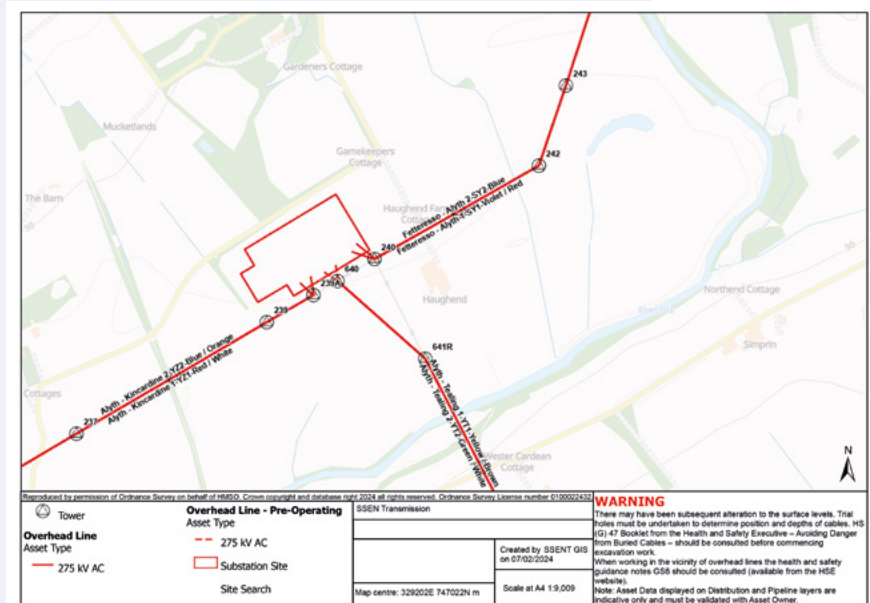 243
Gardeners Cottage
Mucketlands
242
Gamekeepers
Cottage
The Barn
Fetteresso - Alyth 2-SY2-Blue
Haughend Farm
Cottage
Fetteresso - Alyth-1-SY1-Violet / Red
240
640
239A
239
Haughend
Northend Cottage
50
50
Simprin
Alyth - Kincardine 2-YZ2-Blue / Orange
Alyth - Kincardine 1-YZ1-Red / White
641R
Cottages
237
Alyth - Tealing 1-YT1-Yellow / Brown
Alyth - Tealing 2-YT2-Green / White
Wester Cardean
Cottage
N
Reproduced by permission of Ordnance Survey on behalf of HMSO. Crown copyright and database right 2024 all rights reserved. Ordnance Survey License number 0100022432
Tower
Overhead Line
Asset Type
275 kV AC
Overhead Line - Pre-Operating
Asset Type
275 kV AC
Substation Site
Site Search
SSEN Transmission
Created by SSENT GIS
on 07/02/2024
Map centre: 329202E 747022N m
Scale at A4 1:9,009
WARNING
There may have been subsequent alteration to the surface levels. Trial
holes must be undertaken to determine position and depths of cables. HS
(G) 47 Booklet from the Health and Safety Executive – Avoiding Danger
from Buried Cables – should be consulted before commencing
excavation work.
When working in the vicinity of overhead lines the health and safety
guidance notes GS6 should be consulted (available from the HSE
website).
Note: Asset Data displayed on Distribution and Pipeline layers are
indicative only and must be validated with Asset Owner.